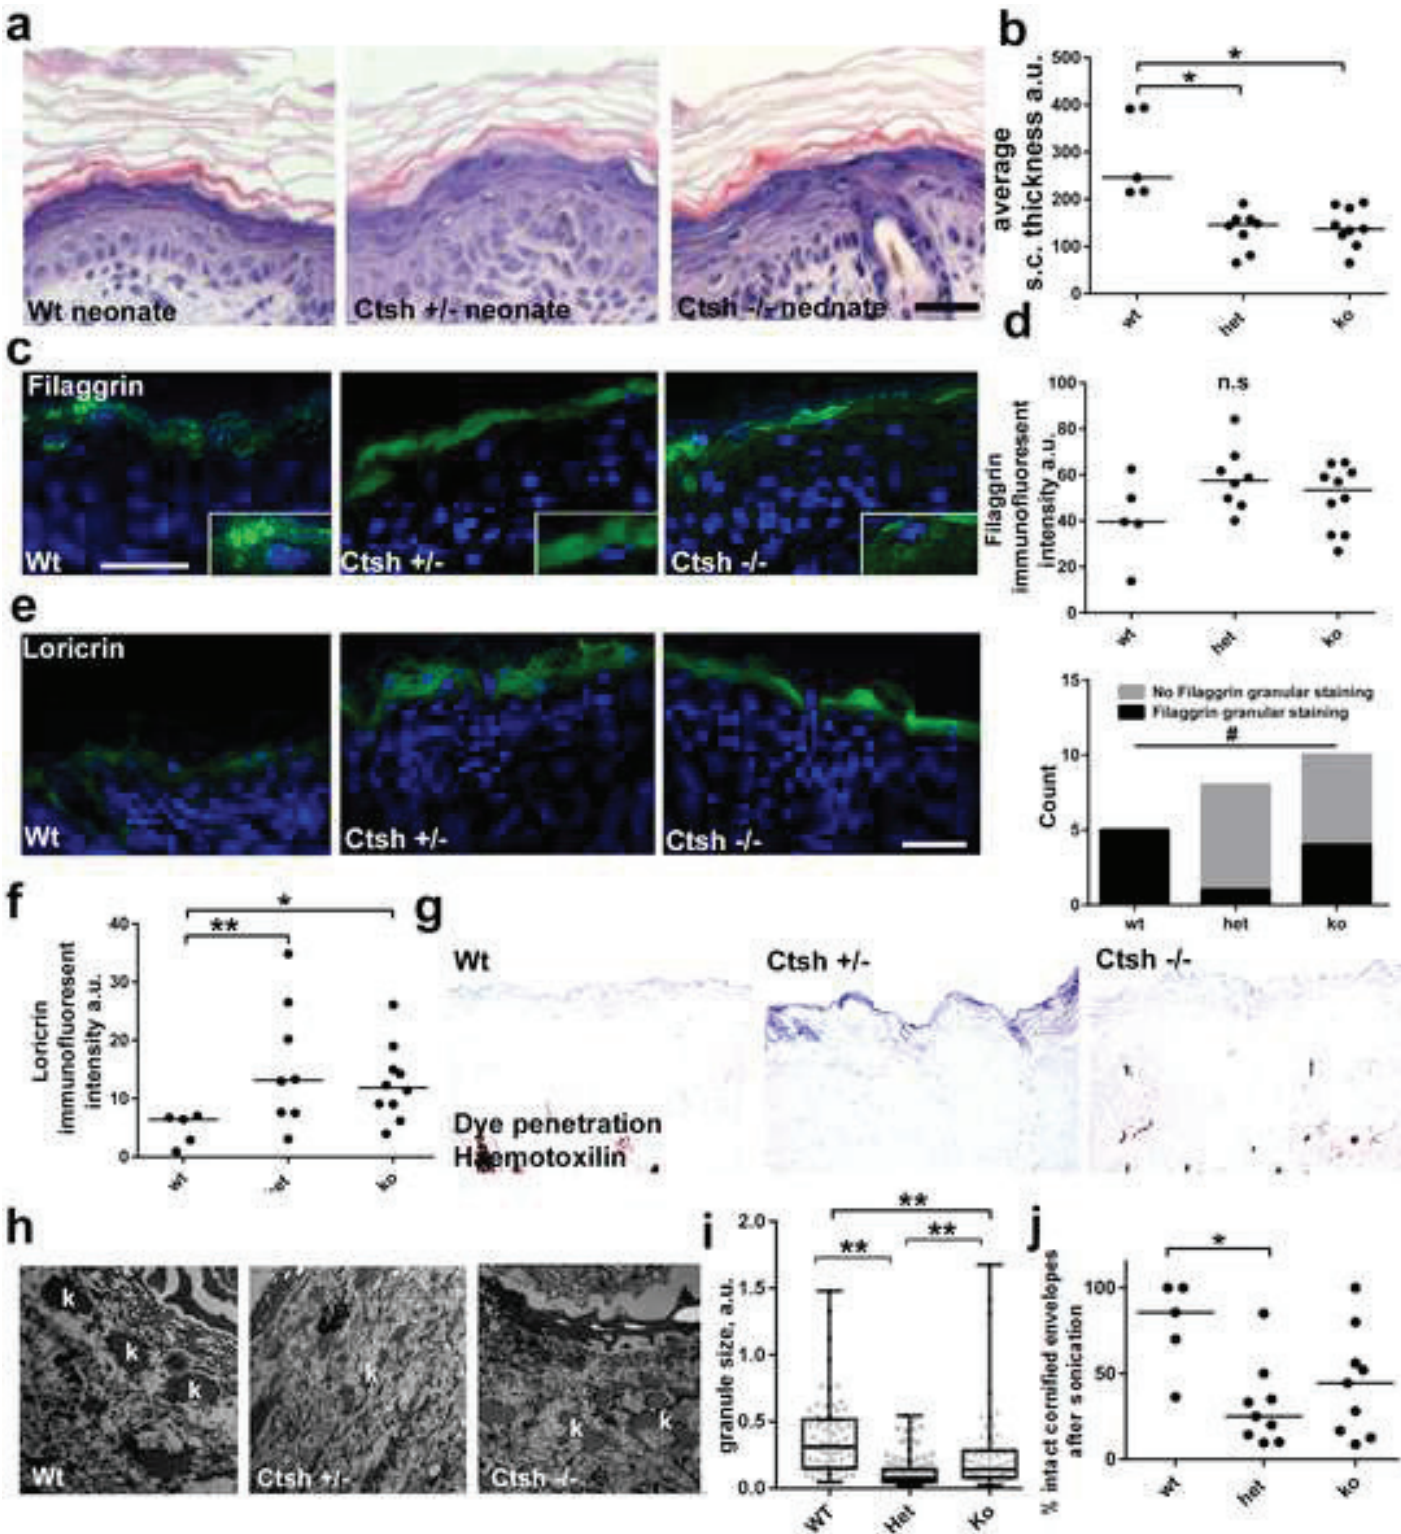 a
Wt neonate
Ctsh +/- neonate
Ctsh -/- neonate
b
average
s.c. thickness a.u.
500
400
300
200
100
0
*
*
wt
het
ko
c
Filaggrin
Wt
Ctsh +/-
Ctsh -/-
d
Filaggrin
immunofluoresent
intensity a.u.
100
80
60
40
20
0
n.s
wt
het
ko
15
10
5
0
Count
No Filaggrin granular staining
Filaggrin granular staining
#
wt
het
ko
e
Loricrin
Wt
Ctsh +/-
Ctsh -/-
f
Loricrin
immunofluoresent
intensity a.u.
40
30
20
10
0
*
**
wt
het
ko
g
Wt
Ctsh +/-
Ctsh -/-
Dye penetration
Haemotoxilin
h
k
k
k
Wt
k
Ctsh +/-
k
k
Ctsh -/-
i
granule size, a.u.
2.0
1.5
1.0
0.5
0.0
**
**
**
WT
Het
Ko
j
% intact cornified envelopes
after sonication
100
50
0
*
wt
het
ko